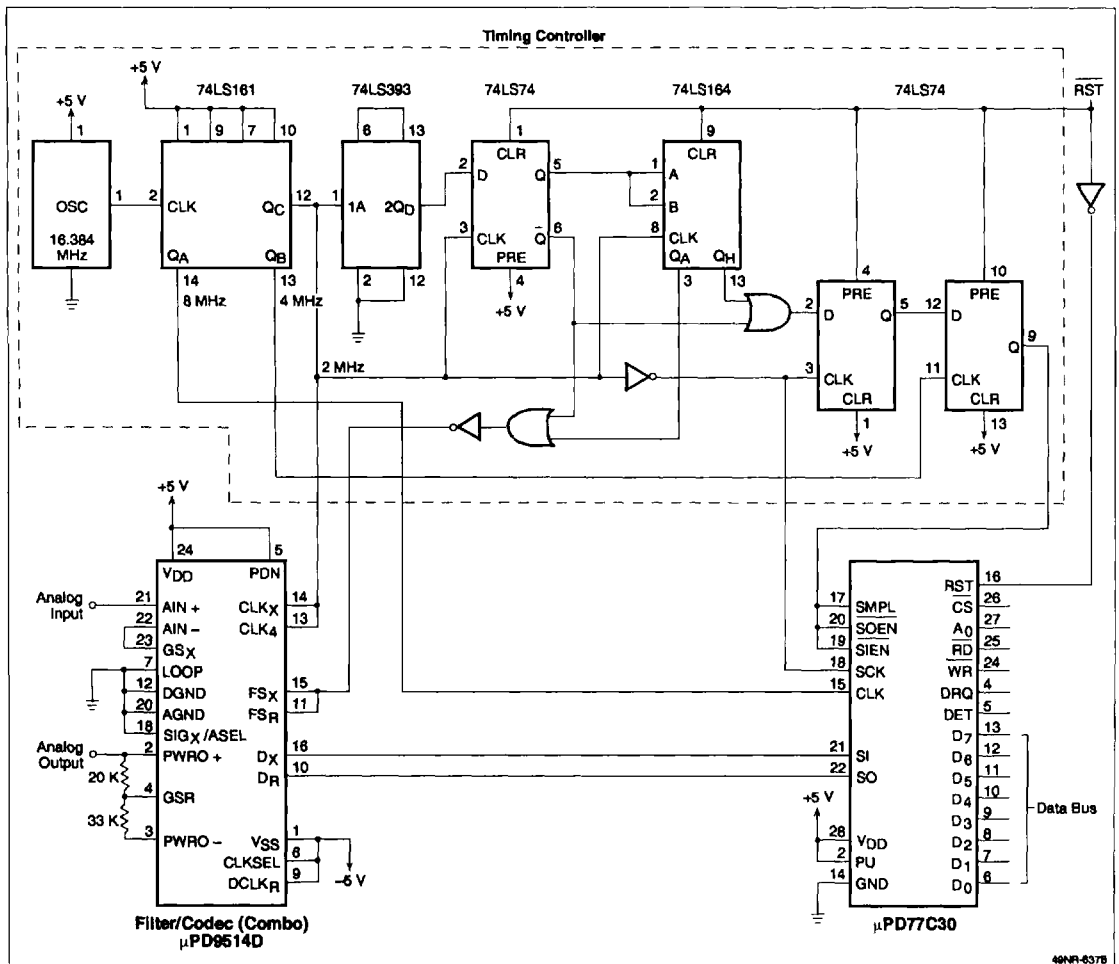 Timing Controller
+5 V
74LS161
74LS393
74LS74
74LS164
74LS74
RST
+5 V
1
1
9
7
10
6
13
1
9
OSC
16.384
MHz
1
2
CLK
QC
12
QA
QB
14
13
8 MHz
4 MHz
1
1A
2QD
2
12
2
D
CLR
Q
5
3
CLK
Q
6
PRE
4
+5 V
CLR
1
A
2
B
8
CLK
QA
QH
3
13
4
PRE
2
D
Q
5
3
CLK
CLR
1
+5 V
10
PRE
12
D
Q
9
11
CLK
CLR
13
+5 V
2 MHz
+5 V
24
5
VDD
PDN
Analog
Input
21
AIN +
22
AIN –
23
GSX
7
LOOP
12
DGND
20
AGND
18
SIGX/ASEL
Analog
Output
2
PWRO +
20 K
4
GSR
33 K
3
PWRO –
CLKX
14
CLK4
13
FSX
15
FSR
11
DX
16
DR
10
VSS
1
CLKSEL
6
DCLKR
9
–5 V
Filter/Codec (Combo)
μPD9514D
17
SMPL
20
SOEN
19
SIEN
18
SCK
15
CLK
21
SI
22
SO
+5 V
28
VDD
2
PU
14
GND
RST
16
CS
26
A0
27
RD
25
WR
24
DRQ
4
DET
5
D7
13
D6
12
D5
11
D4
10
D3
9
D2
8
D1
7
D0
6
Data Bus
μPD77C30
49NR-637B